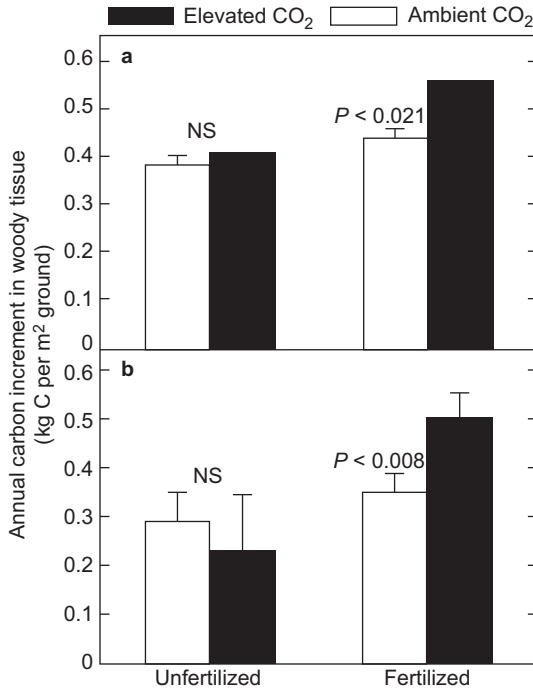 Elevated CO₂ Ambient CO₂
Annual carbon increment in woody tissue
(kg C per m² ground)
a
0.6
0.5
0.4
0.3
0.2
0.1
0
NS
P < 0.021
b
0.6
0.5
0.4
0.3
0.2
0.1
0
NS
P < 0.008
Unfertilized Fertilized